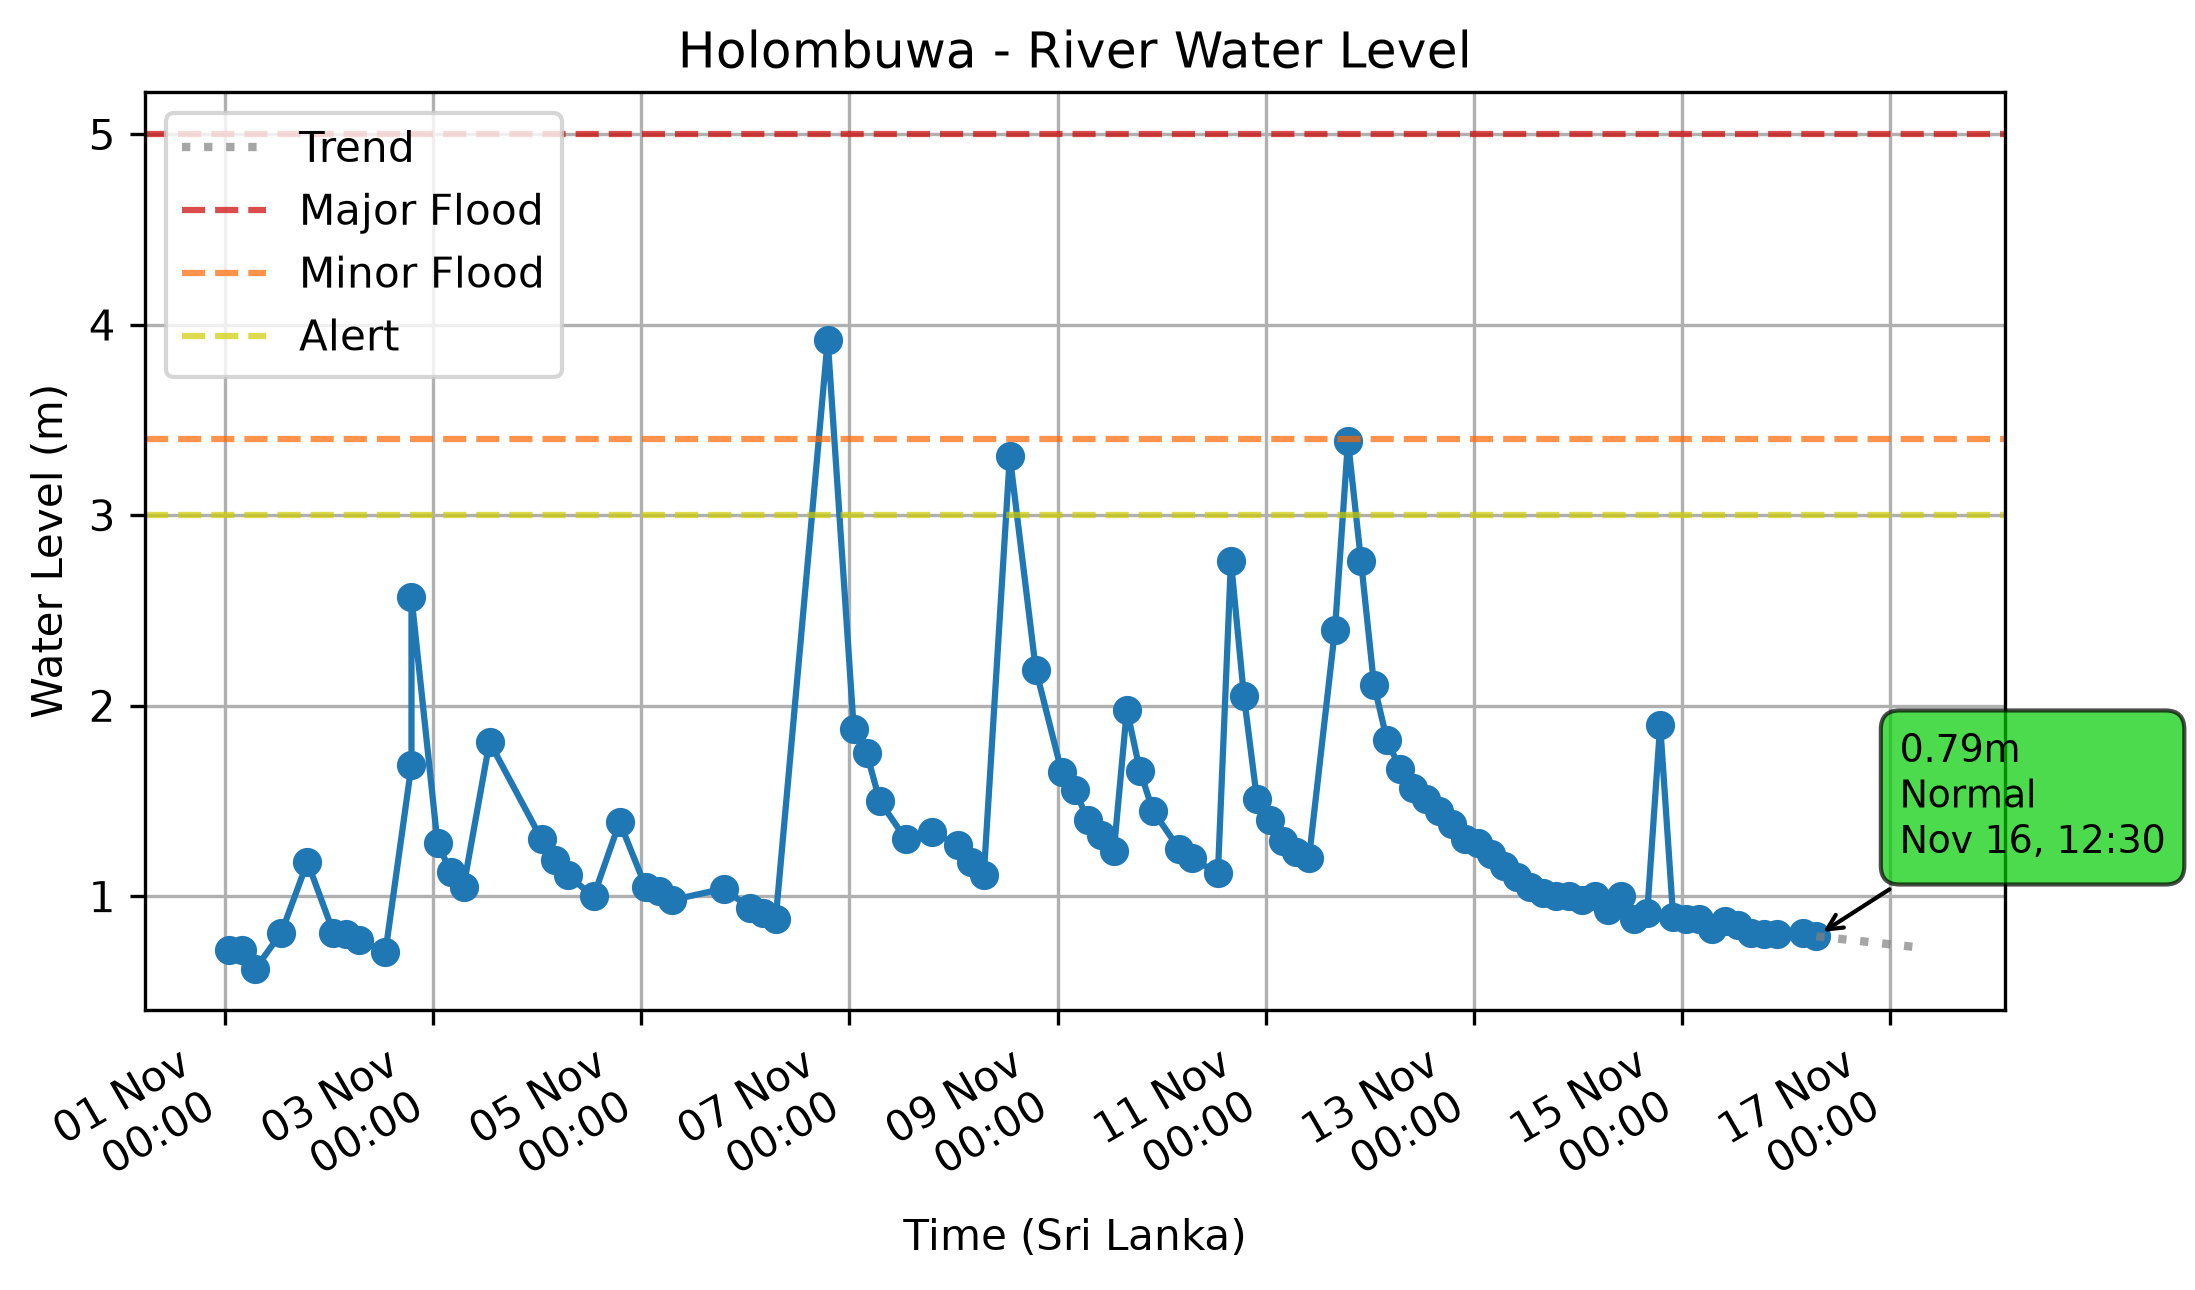 Holombuwa - River Water Level
Trend
Major Flood
Minor Flood
Alert
Water Level (m)
5
4
3
2
1
0.79m
Normal
Nov 16, 12:30
01 Nov
00:00
03 Nov
00:00
05 Nov
00:00
07 Nov
00:00
09 Nov
00:00
11 Nov
00:00
13 Nov
00:00
15 Nov
00:00
17 Nov
00:00
Time (Sri Lanka)